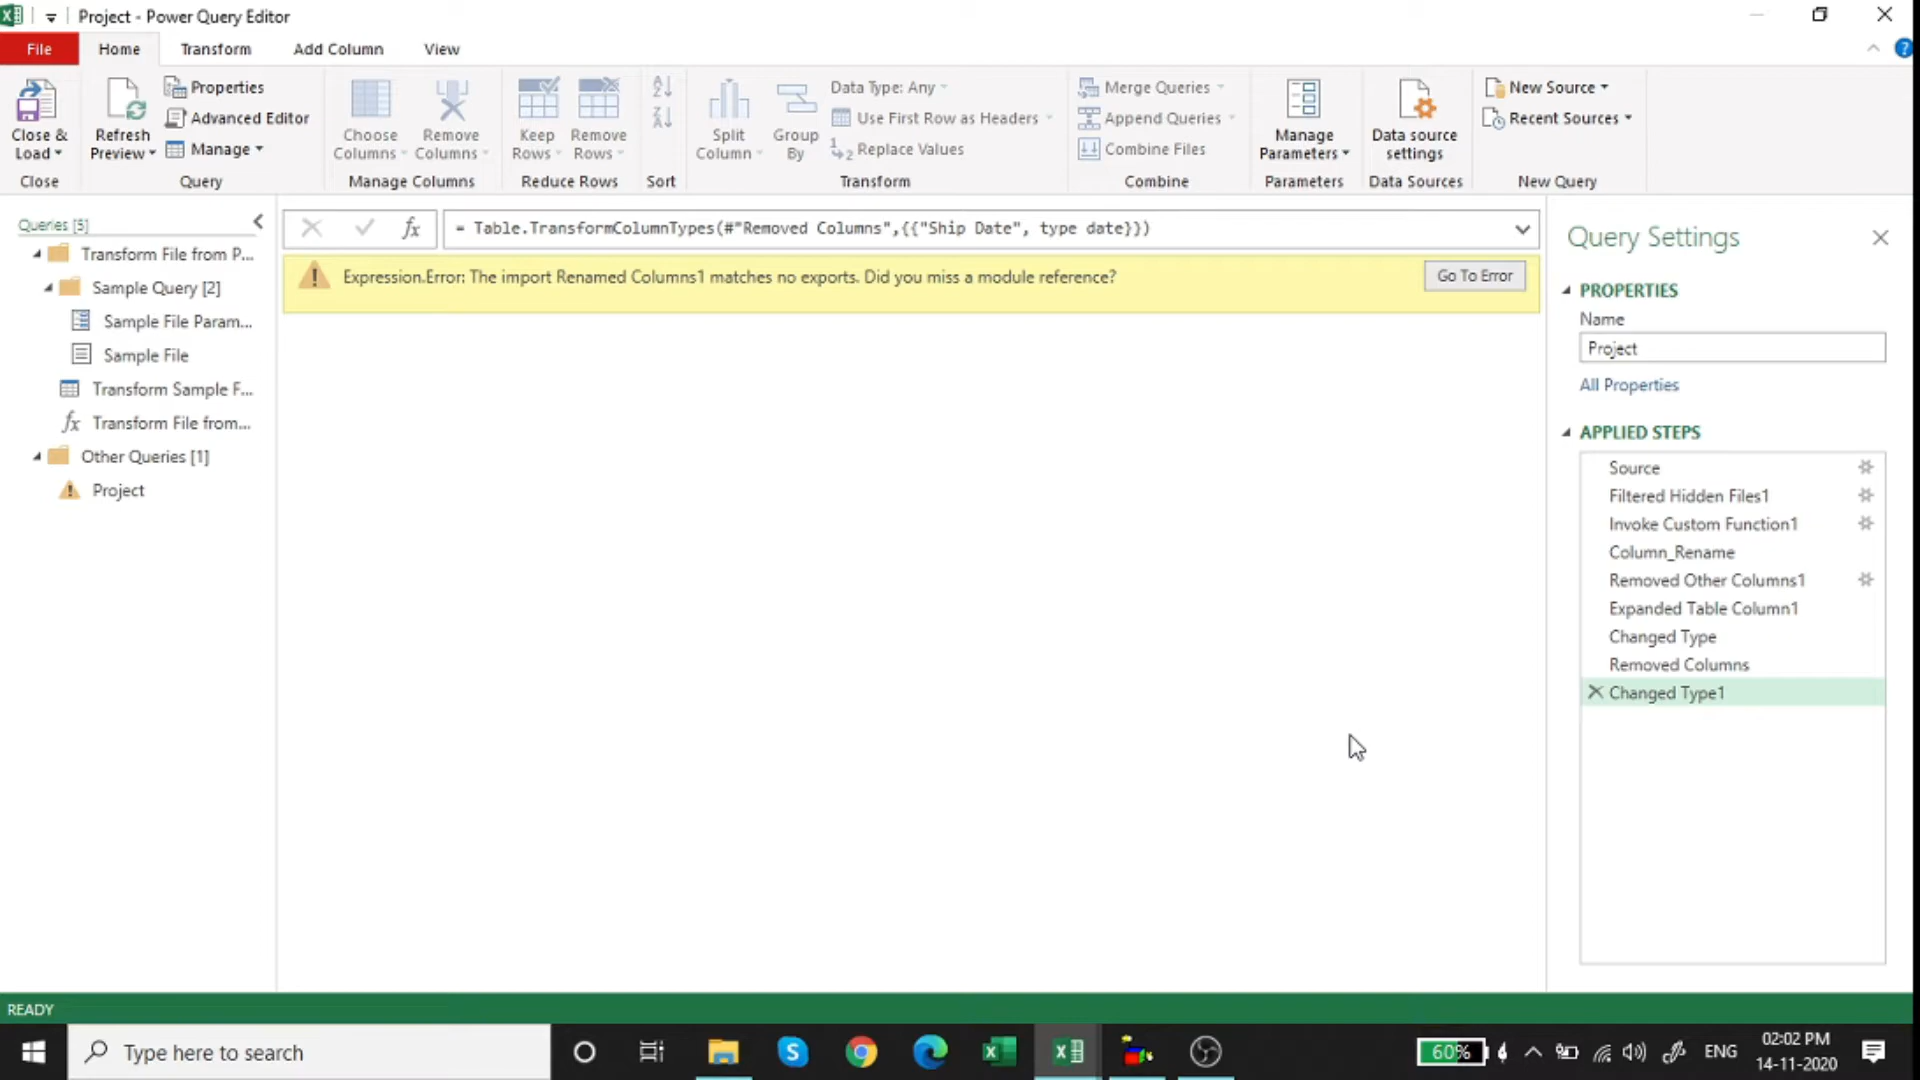 Project - Power Query Editor
File Home Transform Add Column View
Close & Load
Close
Refresh Preview
Properties
Advanced Editor
Manage
Query
Choose Columns
Remove Columns
Manage Columns
Keep Rows
Remove Rows
Reduce Rows
Sort
Split Column
Group By
Data Type: Any
Use First Row as Headers
Replace Values
Transform
Merge Queries
Append Queries
Combine Files
Combine
Manage Parameters
Parameters
Data source settings
Data Sources
New Source
Recent Sources
New Query
Queries [5]
Transform File from P...
Sample Query [2]
Sample File Param...
Sample File
Transform Sample F...
Transform File from...
Other Queries [1]
Project
= Table.TransformColumnTypes(#"Removed Columns",{{"Ship Date", type date}})
Expression.Error: The import Renamed Columns1 matches no exports. Did you miss a module reference?
Go To Error
Query Settings
PROPERTIES
Name
Project
All Properties
APPLIED STEPS
Source
Filtered Hidden Files1
Invoke Custom Function1
Column_Rename
Removed Other Columns1
Expanded Table Column1
Changed Type
Removed Columns
Changed Type1
READY
Type here to search
60%
ENG
02:02 PM
14-11-2020